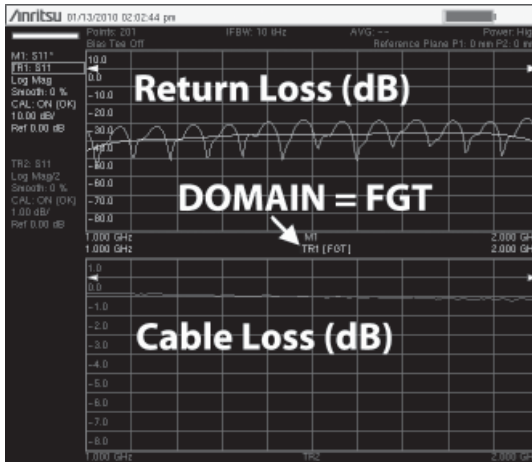 Anritsu 01/13/2010 02:02:44 pm
Points: 201 IFBW: 10 kHz AVG: -- Power: Hig
Bias Tee Off Reference Plane P1: 0 mm P2: 0 mm
M1: S11*
TR1: S11
Log Mag
Smooth: 0 %
CAL: ON (OK)
10.00 dB/
Ref 0.00 dB
TR2: S11
Log Mag/2
Smooth: 0 %
CAL: ON (OK)
1.00 dB/
Ref 0.00 dB
10.0
0.0
-10.0
-20.0
-30.0
-40.0
-60.0
-70.0
-80.0
Return Loss (dB)
DOMAIN = FGT
1.000 GHz M1 2.000 GHz
1.000 GHz TR1 [FGT] 2.000 GHz
1.0
0.0
-1.0
-2.0
-3.0
-4.0
-5.0
-6.0
-7.0
-8.0
Cable Loss (dB)
1.000 GHz TR2 2.000 GHz